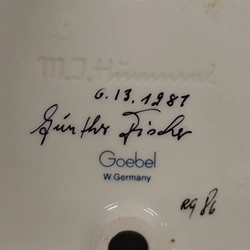 M.J. Hummel
6.13.1987
Günther Fischer
Goebel
W.Germany
RG 86